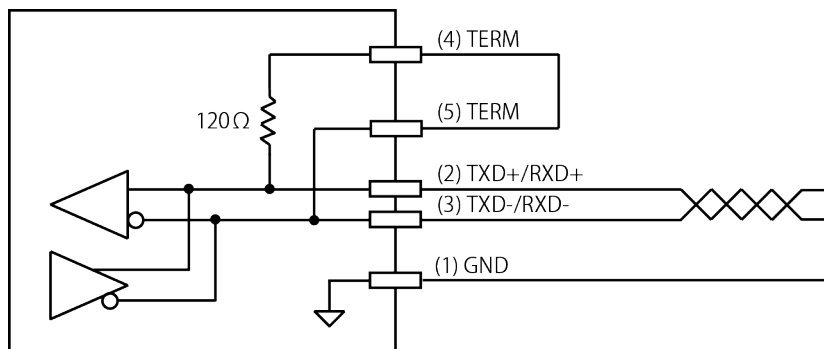 (4) TERM
120Ω
(5) TERM
(2) TXD+/RXD+
(3) TXD-/RXD-
(1) GND